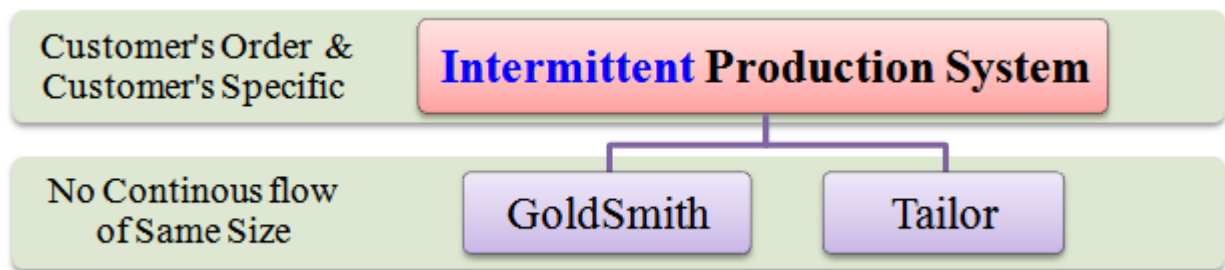 Customer's Order &
Customer's Specific
Intermittent Production System
No Continous flow
of Same Size
GoldSmith
Tailor